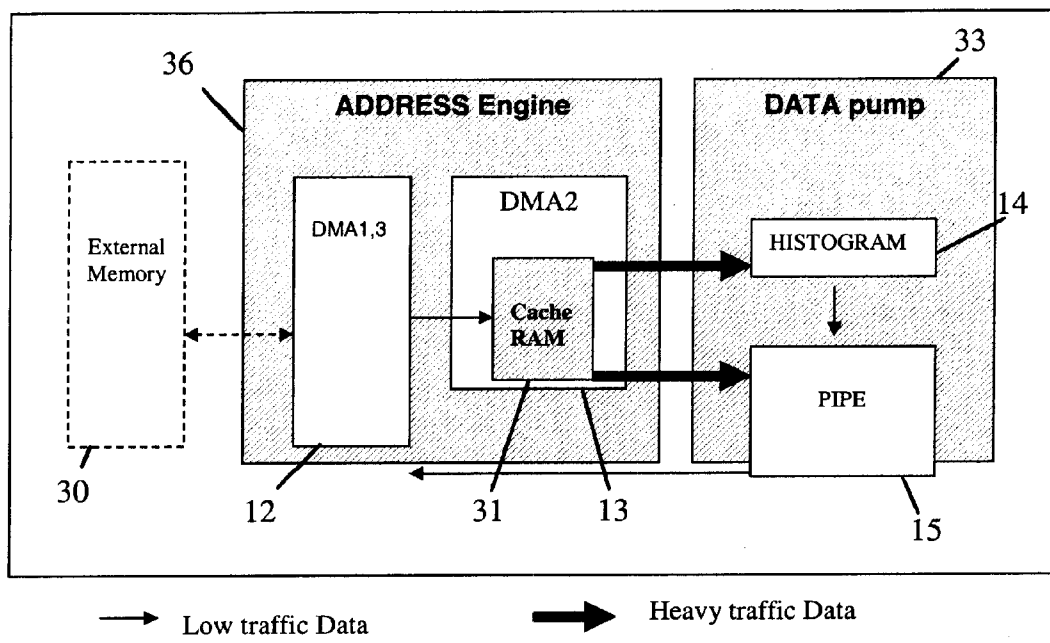 33
36
ADDRESS Engine
DATA pump
External
Memory
DMA1,3
DMA2
Cache
RAM
14
HISTOGRAM
PIPE
30
12
31
13
15
Low traffic Data
Heavy traffic Data